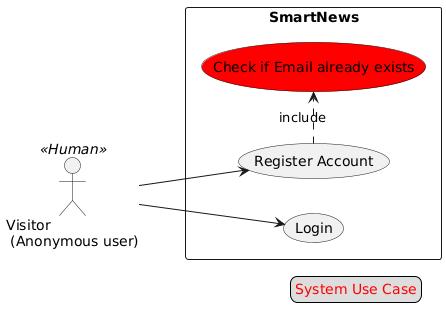 SmartNews
Check if Email already exists
include
«Human»
Register Account
Visitor
(Anonymous user)
Login
System Use Case